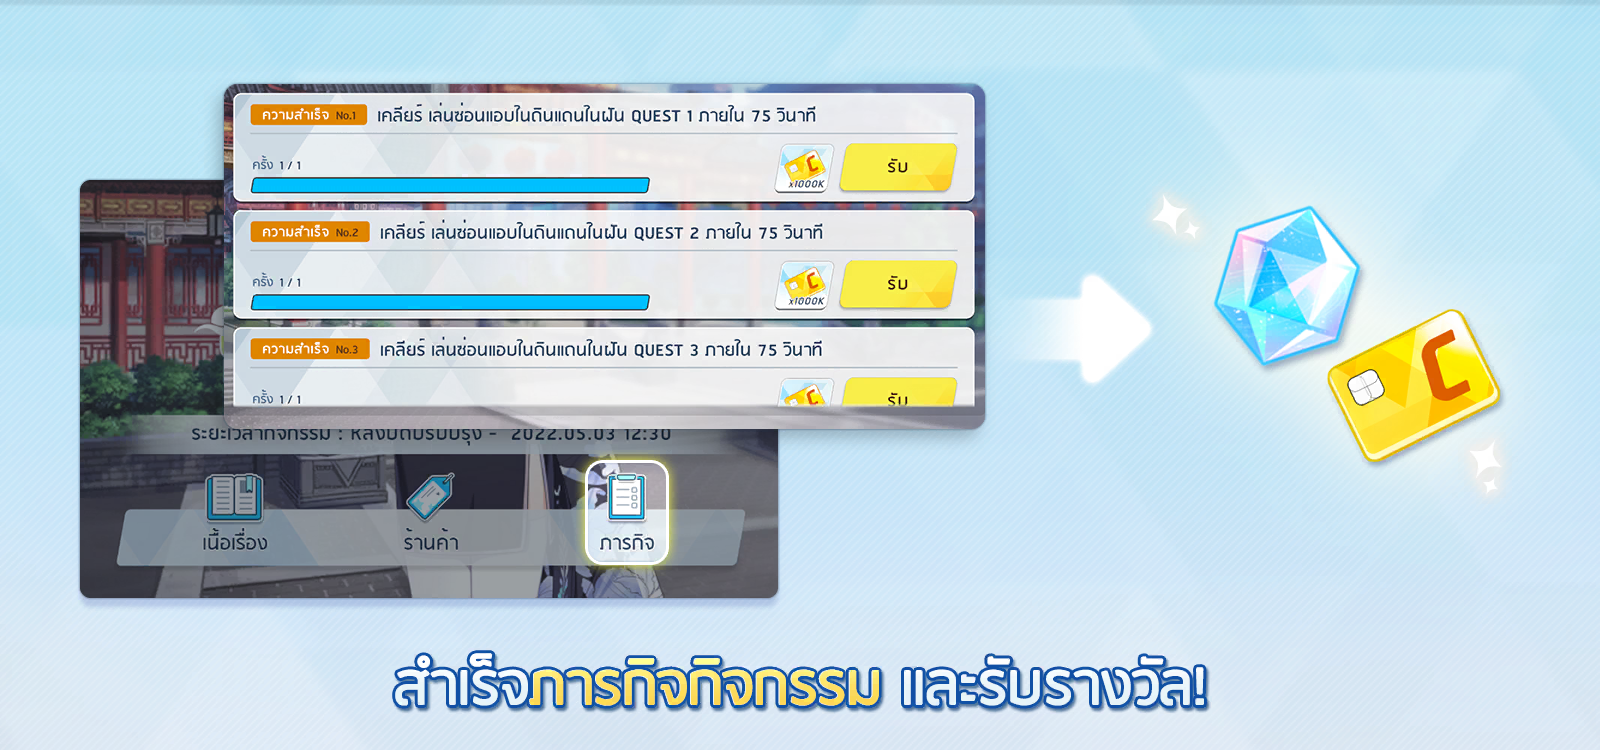 ความสำเร็จ No.1 เคลียร์ เล่นซ่อนแอบในดินแดนในฝัน QUEST 1 ภายใน 75 วินาที
ครั้ง 1 / 1
x1000K
รับ
ความสำเร็จ No.2 เคลียร์ เล่นซ่อนแอบในดินแดนในฝัน QUEST 2 ภายใน 75 วินาที
ครั้ง 1 / 1
x1000K
รับ
ความสำเร็จ No.3 เคลียร์ เล่นซ่อนแอบในดินแดนในฝัน QUEST 3 ภายใน 75 วินาที
ครั้ง 1 / 1
รับ
ระยะเวลากิจกรรม : หลังปิดปรับปรุง - 2022.05.03 12:30
เนื้อเรื่อง
ร้านค้า
ภารกิจ
สำเร็จภารกิจกิจกรรม และรับรางวัล!